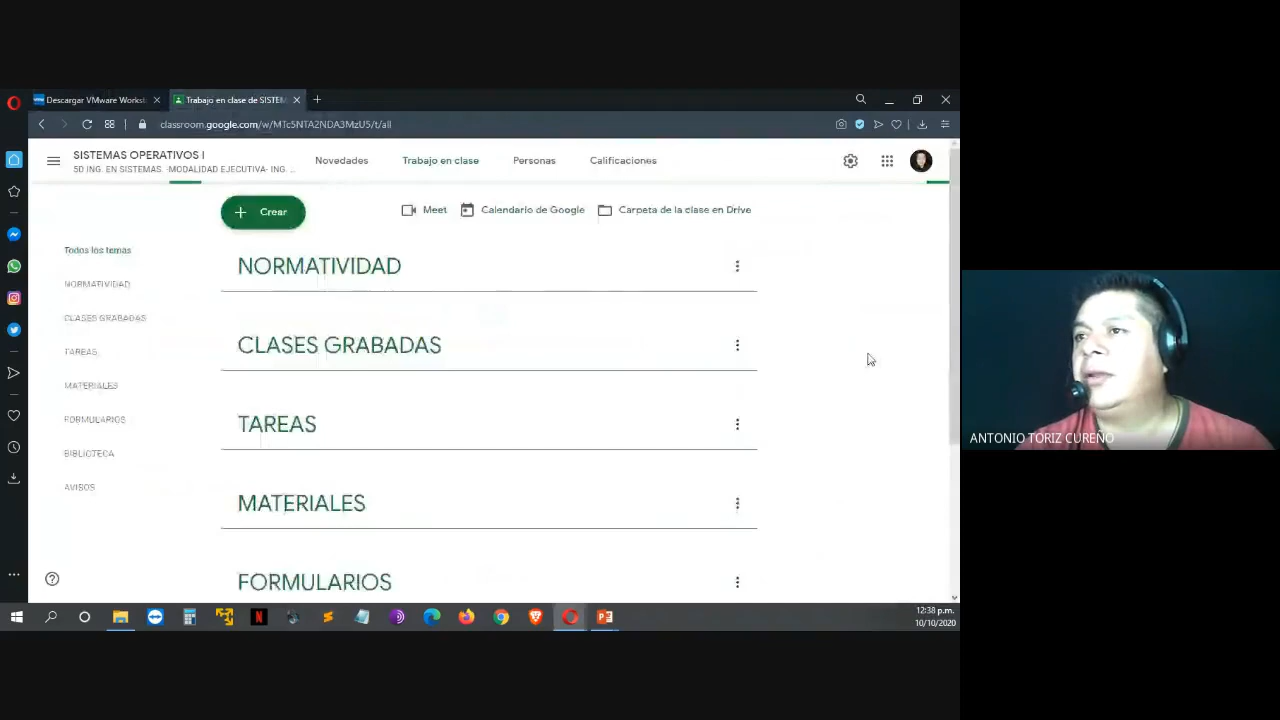 Descargar VMware Workst
Trabajo en clase de SISTEM
classroom.google.com/w/MTc5NTA2NDA3MzU5/t/all
SISTEMAS OPERATIVOS I
5D ING. EN SISTEMAS. -MODALIDAD EJECUTIVA- ING. ...
Novedades
Trabajo en clase
Personas
Calificaciones
Crear
Meet
Calendario de Google
Carpeta de la clase en Drive
Todos los temas
NORMATIVIDAD
CLASES GRABADAS
TAREAS
MATERIALES
FORMULARIOS
BIBLIOTECA
AVISOS
NORMATIVIDAD
CLASES GRABADAS
TAREAS
MATERIALES
FORMULARIOS
12:38 p.m.
10/10/2020
ANTONIO TORIZ CUREÑO